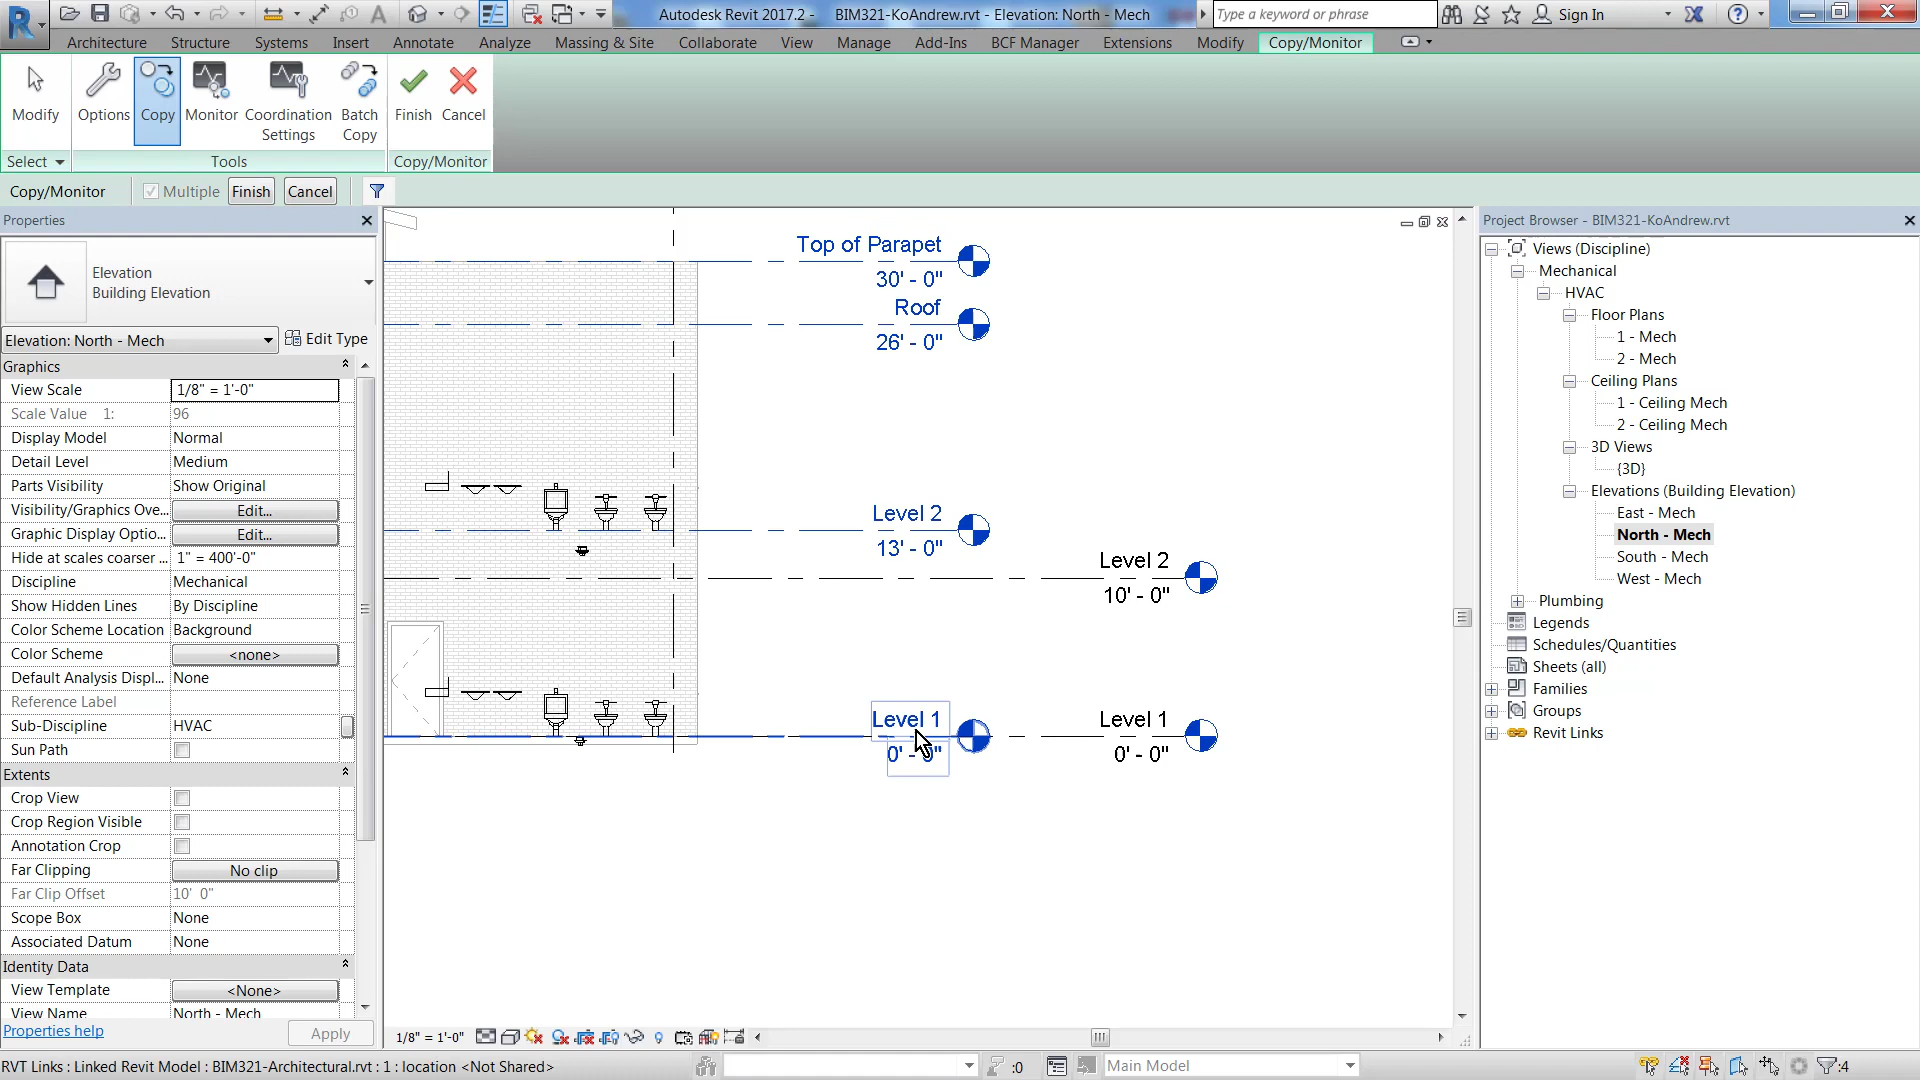 Autodesk Revit 2017.2 - BIM321-KoAndrew.rvt - Elevation: North - Mech
Type a keyword or phrase
Sign In
Architecture Structure Systems Insert Annotate Analyze Massing & Site Collaborate View Manage Add-Ins BCF Manager Extensions Modify Copy/Monitor
Modify Options Copy Monitor Coordination Settings Batch Copy Finish Cancel
Select Tools Copy/Monitor
Copy/Monitor Multiple Finish Cancel
Properties
Elevation
Building Elevation
Elevation: North - Mech Edit Type
Graphics
View Scale 1/8" = 1'-0"
Scale Value 1: 96
Display Model Normal
Detail Level Medium
Parts Visibility Show Original
Visibility/Graphics Ove... Edit...
Graphic Display Optio... Edit...
Hide at scales coarser ... 1" = 400'-0"
Discipline Mechanical
Show Hidden Lines By Discipline
Color Scheme Location Background
Color Scheme <none>
Default Analysis Displ... None
Reference Label
Sub-Discipline HVAC
Sun Path
Extents
Crop View
Crop Region Visible
Annotation Crop
Far Clipping No clip
Far Clip Offset 10' 0"
Scope Box None
Associated Datum None
Identity Data
View Template <None>
View Name North - Mech
Properties help Apply
Top of Parapet
30' - 0"
Roof
26' - 0"
Level 2
13' - 0"
Level 2
10' - 0"
Level 1
0' - 0"
Level 1
0' - 0"
1/8" = 1'-0"
Project Browser - BIM321-KoAndrew.rvt
Views (Discipline)
Mechanical
HVAC
Floor Plans
1 - Mech
2 - Mech
Ceiling Plans
1 - Ceiling Mech
2 - Ceiling Mech
3D Views
{3D}
Elevations (Building Elevation)
East - Mech
North - Mech
South - Mech
West - Mech
Plumbing
Legends
Schedules/Quantities
Sheets (all)
Families
Groups
Revit Links
RVT Links : Linked Revit Model : BIM321-Architectural.rvt : 1 : location <Not Shared>
:0
Main Model
:4